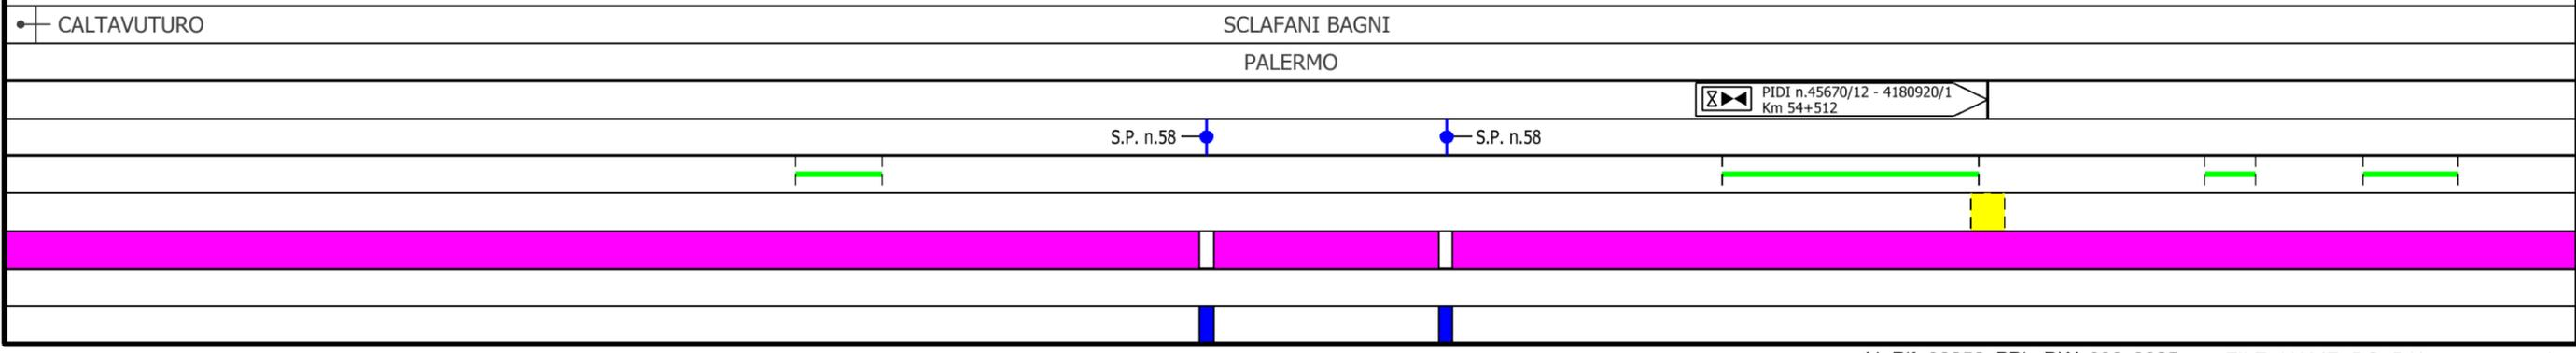 CALTAVUTURO
SCLAFANI BAGNI
PALERMO
PIDI n.45670/12 - 4180920/1
Km 54+512
S.P. n.58
S.P. n.58